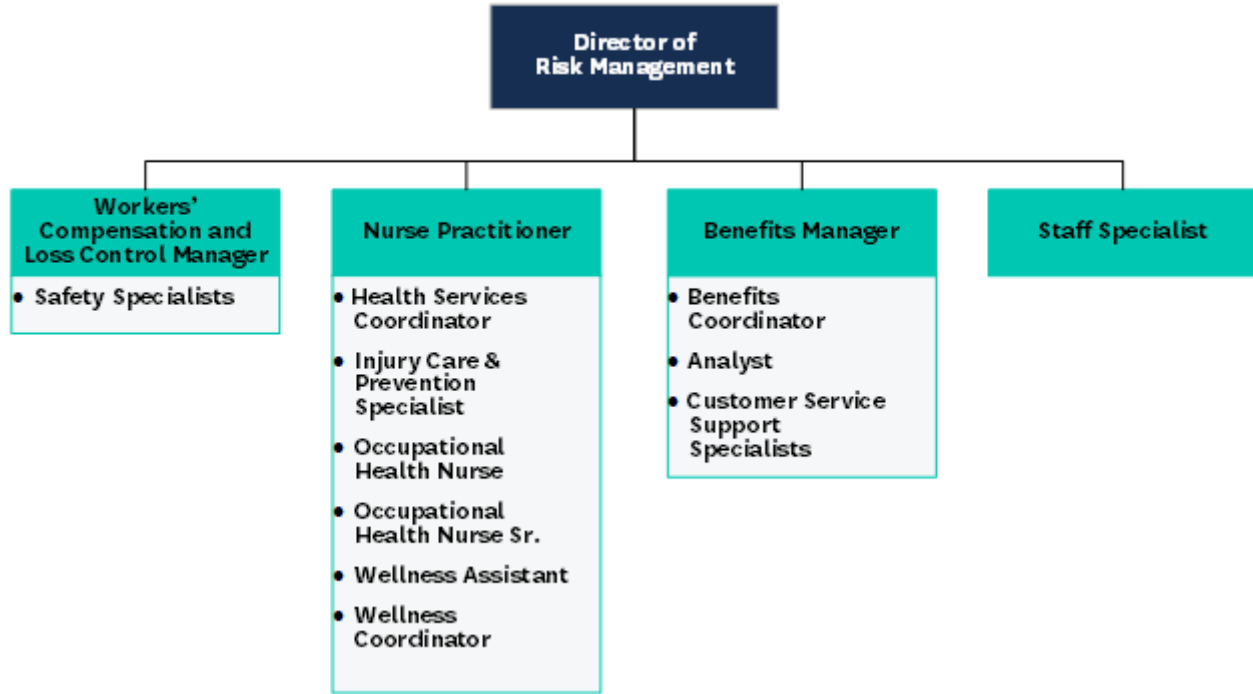 Director of
Risk Management
Workers'
Compensation and
Loss Control Manager
• Safety Specialists
Nurse Practitioner
• Health Services
Coordinator
• Injury Care &
Prevention
Specialist
• Occupational
Health Nurse
• Occupational
Health Nurse Sr.
• Wellness Assistant
• Wellness
Coordinator
Benefits Manager
• Benefits
Coordinator
• Analyst
• Customer Service
Support
Specialists
Staff Specialist